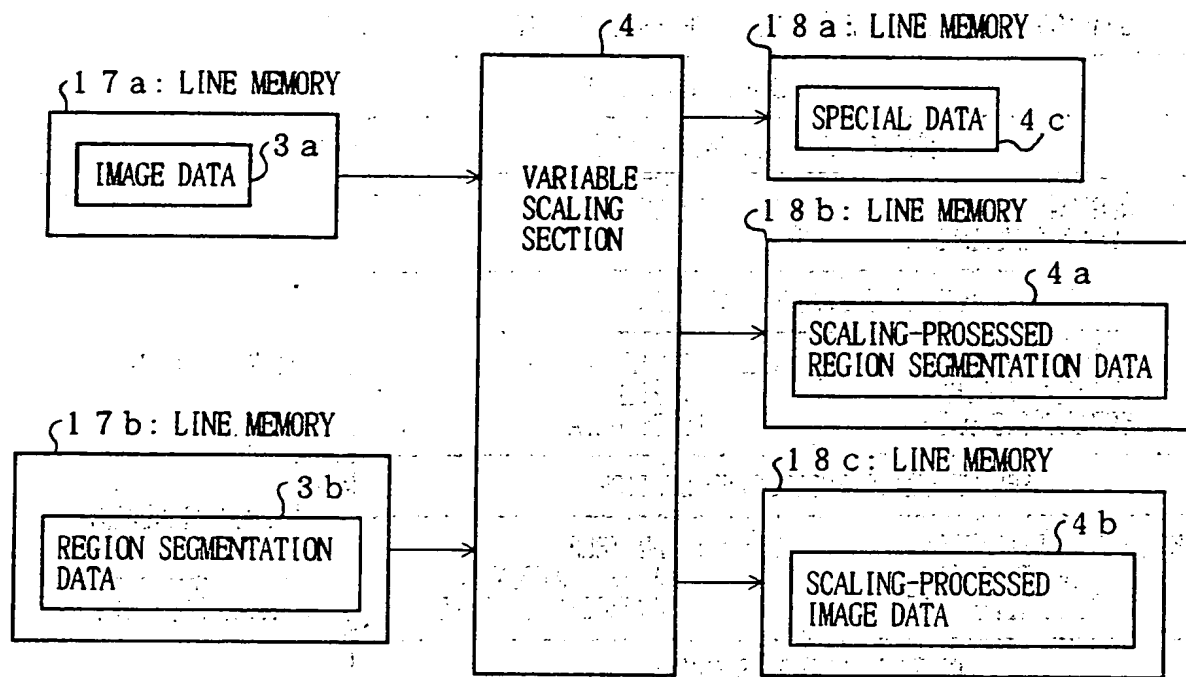 17a: LINE MEMORY
3a
IMAGE DATA
17b: LINE MEMORY
3b
REGION SEGMENTATION
DATA
4
VARIABLE
SCALING
SECTION
18a: LINE MEMORY
SPECIAL DATA
4c
18b: LINE MEMORY
4a
SCALING-PROSESSED
REGION SEGMENTATION DATA
18c: LINE MEMORY
4b
SCALING-PROCESSED
IMAGE DATA